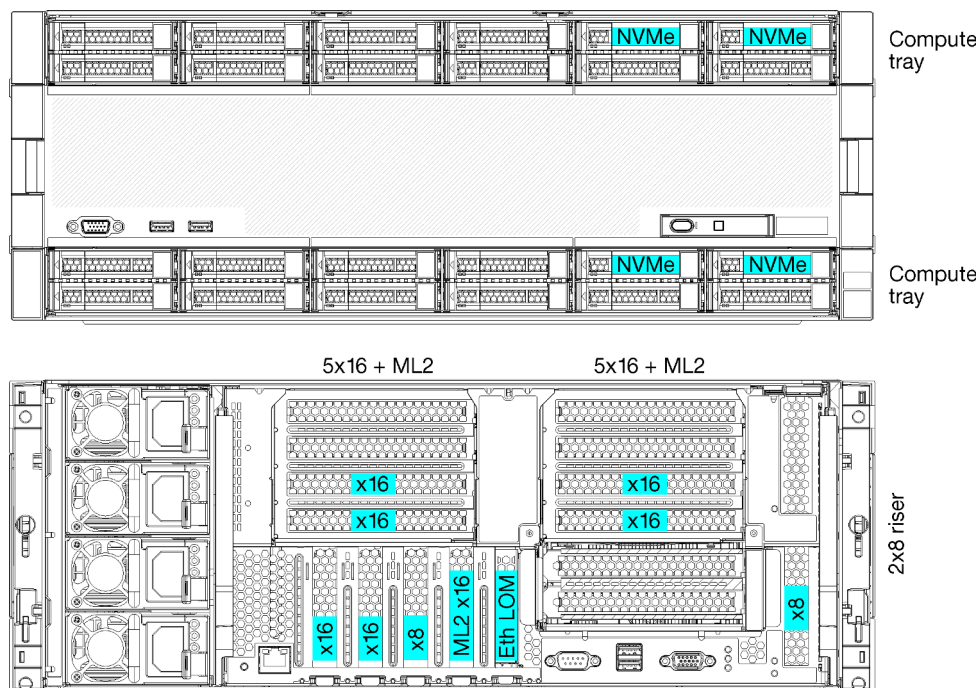 NVMe NVMe
Compute
tray
NVMe NVMe
Compute
tray
5x16 + ML2 5x16 + ML2
x16 x16
x16 x16
x16 x16 x8 ML2 x16 Eth LOM x8
2x8 riser